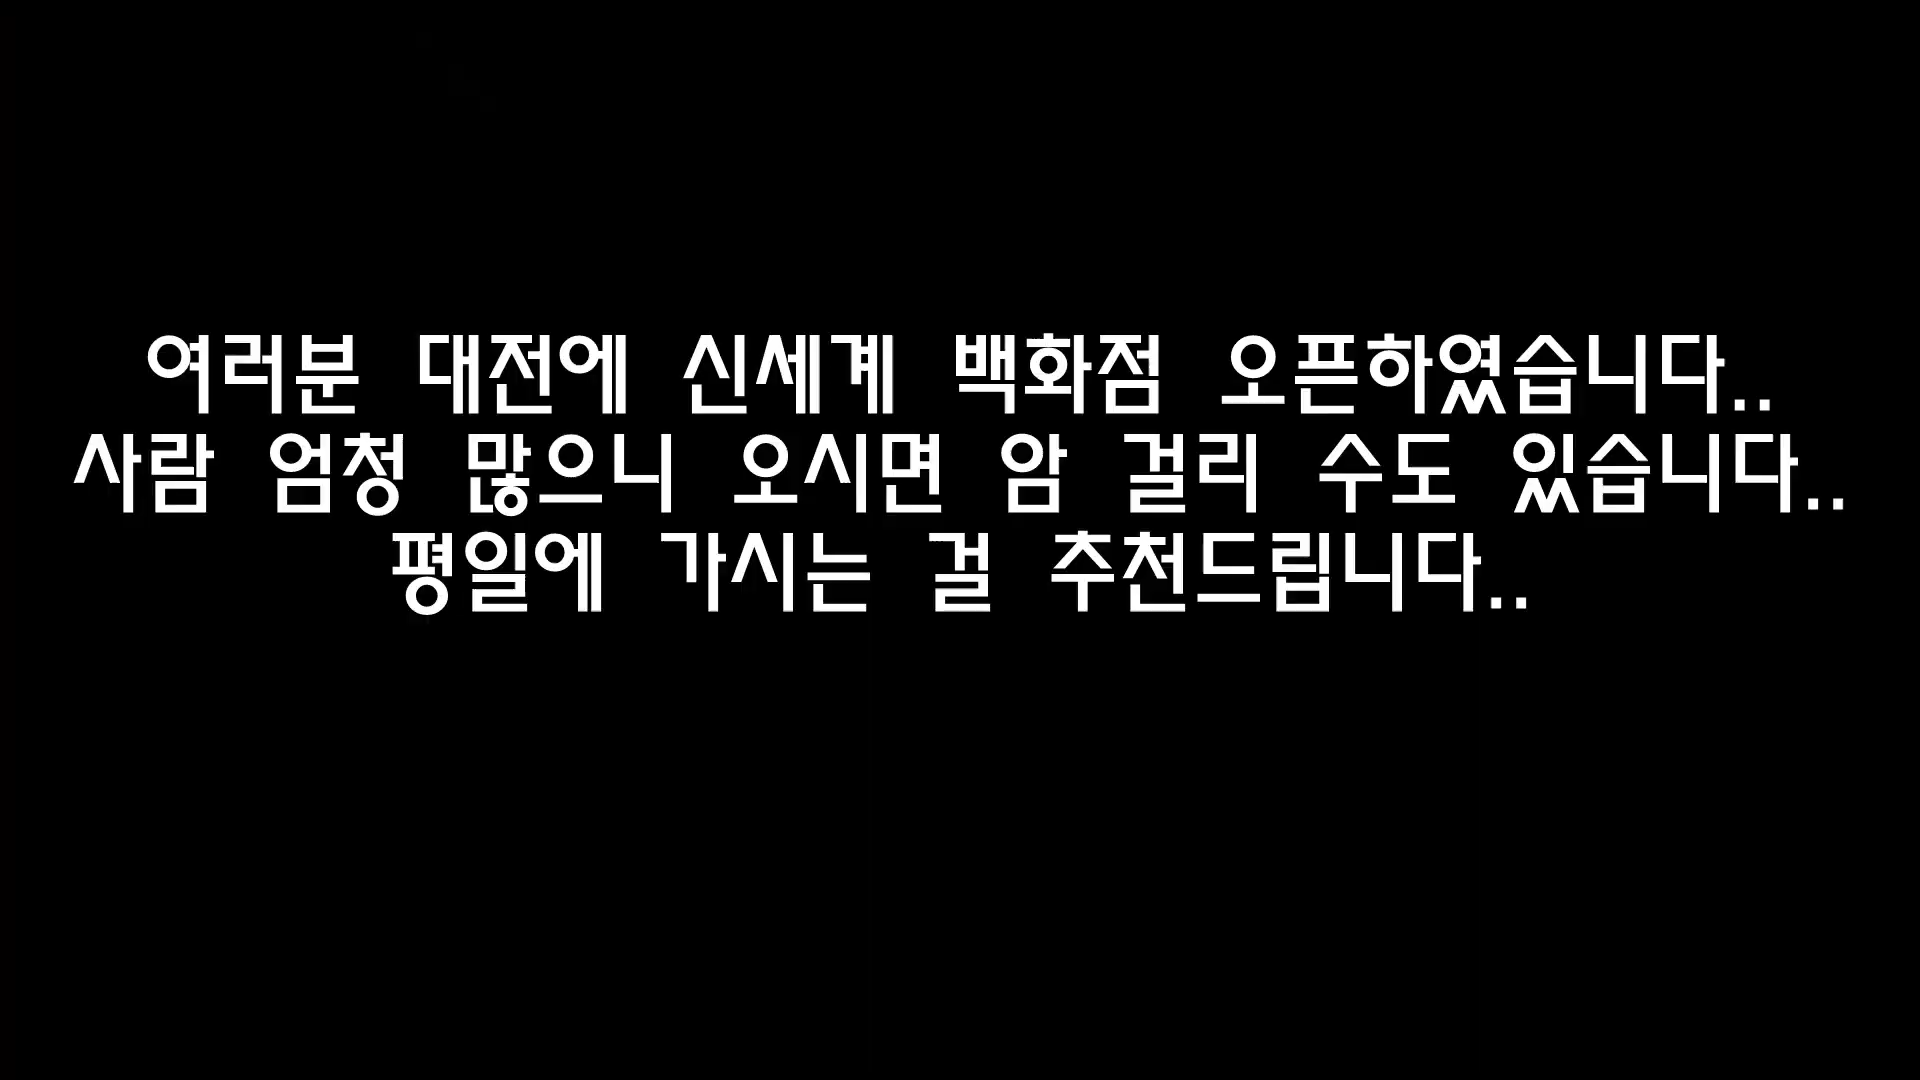 여러분 대전에 신세계 백화점 오픈하였습니다..
사람 엄청 많으니 오시면 암 걸리 수도 있습니다..
평일에 가시는 걸 추천드립니다..